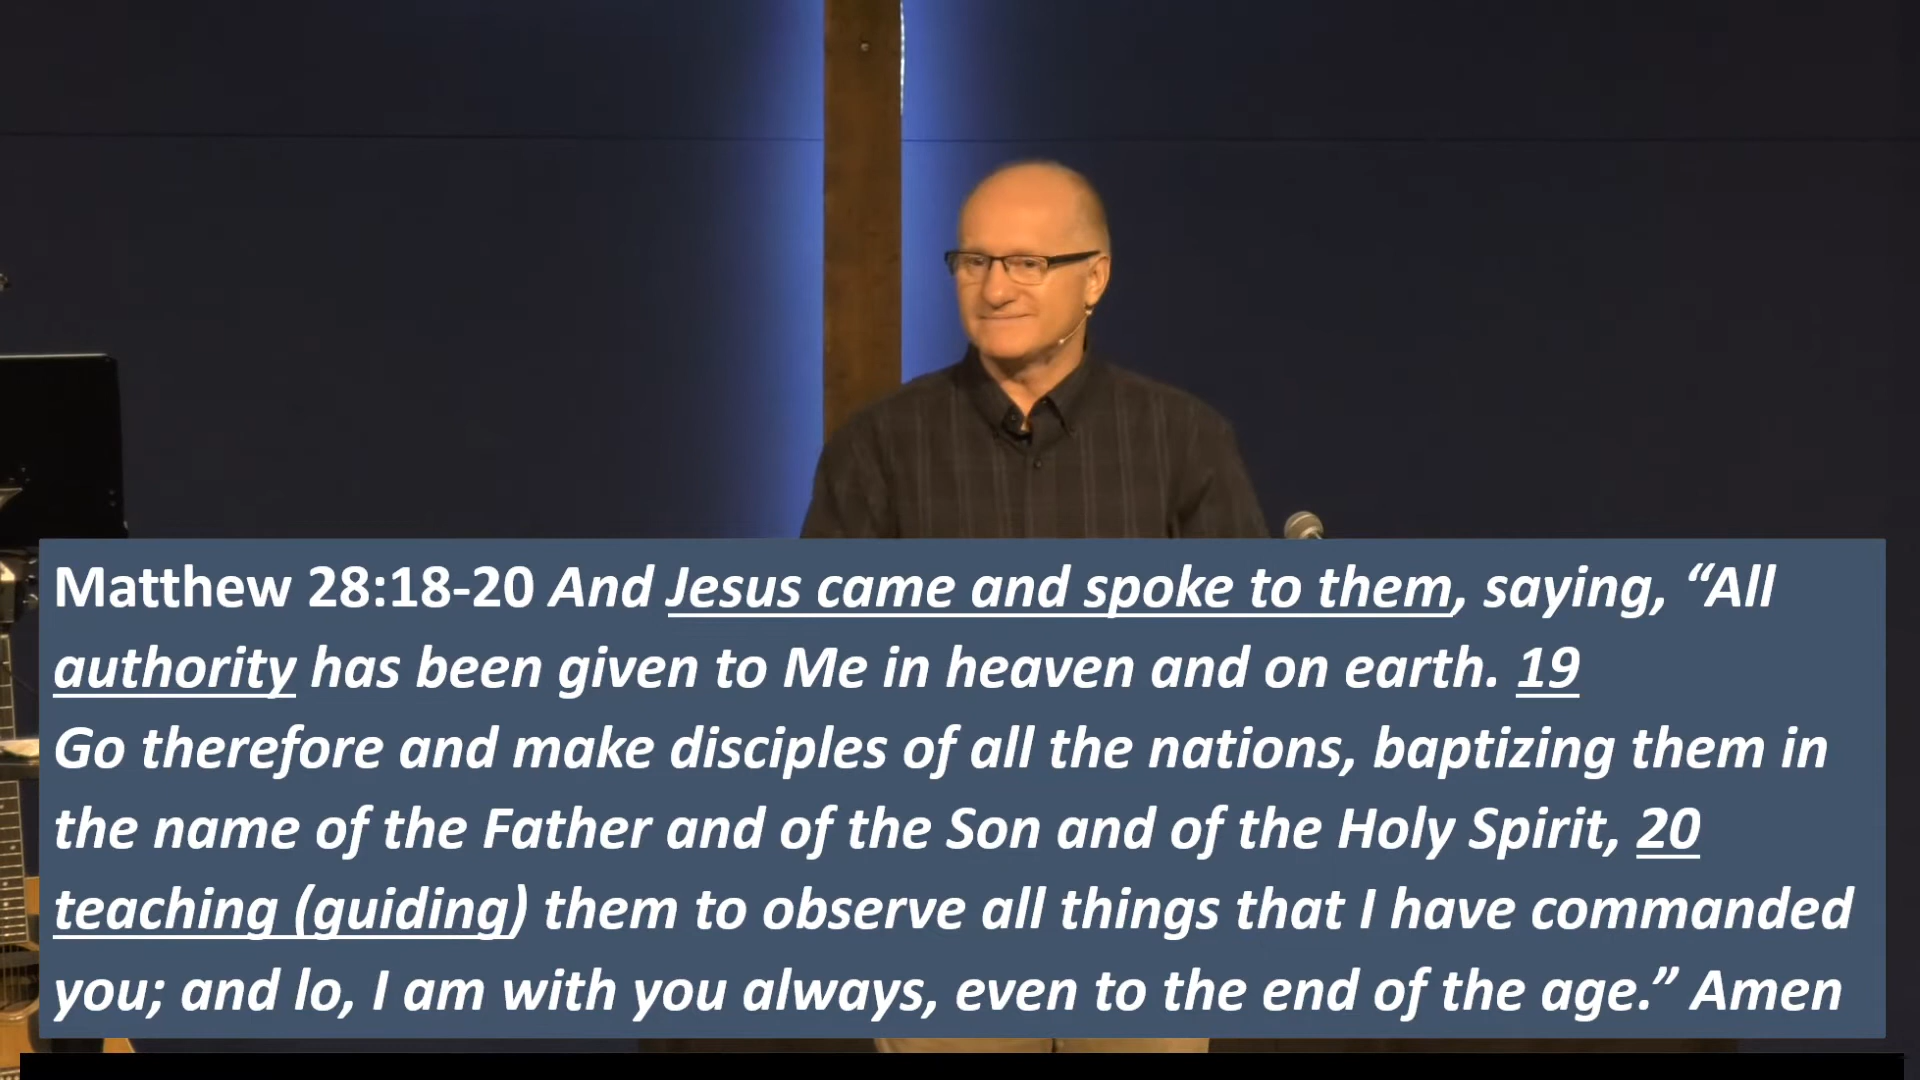 Matthew 28:18-20 And Jesus came and spoke to them, saying, “All
authority has been given to Me in heaven and on earth. 19
Go therefore and make disciples of all the nations, baptizing them in
the name of the Father and of the Son and of the Holy Spirit, 20
teaching (guiding) them to observe all things that I have commanded
you; and lo, I am with you always, even to the end of the age.” Amen